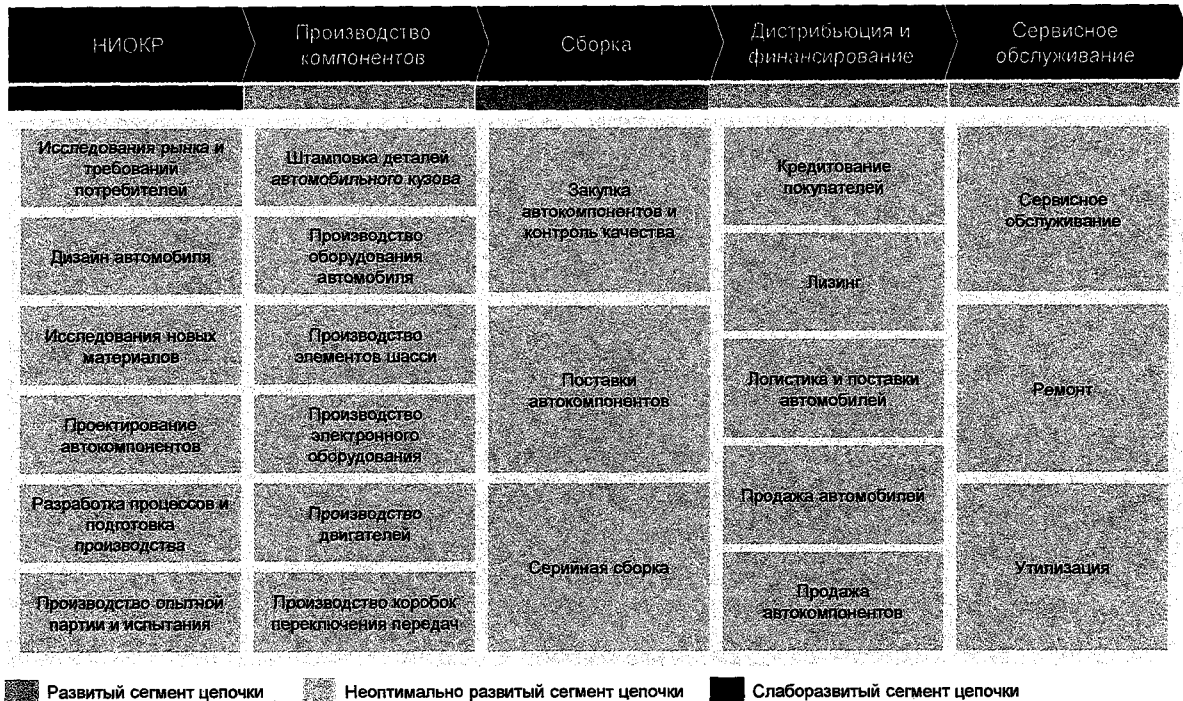 НИОКР
Производство
компонентов
Сборка
Дистрибьюция и
финансирование
Сервисное
обслуживание
Исследования рынка и
требований
потребителей
Дизайн автомобиля
Исследования новых
материалов
Проектирование
автокомпонентов
Разработка процессов и
подготовка
производства
Производство опытной
партии и испытания
Штамповка деталей
автомобильного кузова
Производство
оборудования
автомобиля
Производство
элементов шасси
Производство
электронного
оборудования
Производство
двигателей
Производство коробок
переключения передач
Закупка
автокомпонентов и
контроль качества
Поставки
автокомпонентов
Серийная сборка
Кредитование
покупателей
Лизинг
Логистика и поставки
автомобилей
Продажа автомобилей
Продажа
автокомпонентов
Сервисное
обслуживание
Ремонт
Утилизация
Развитый сегмент цепочки
Неоптимально развитый сегмент цепочки
Слаборазвитый сегмент цепочки